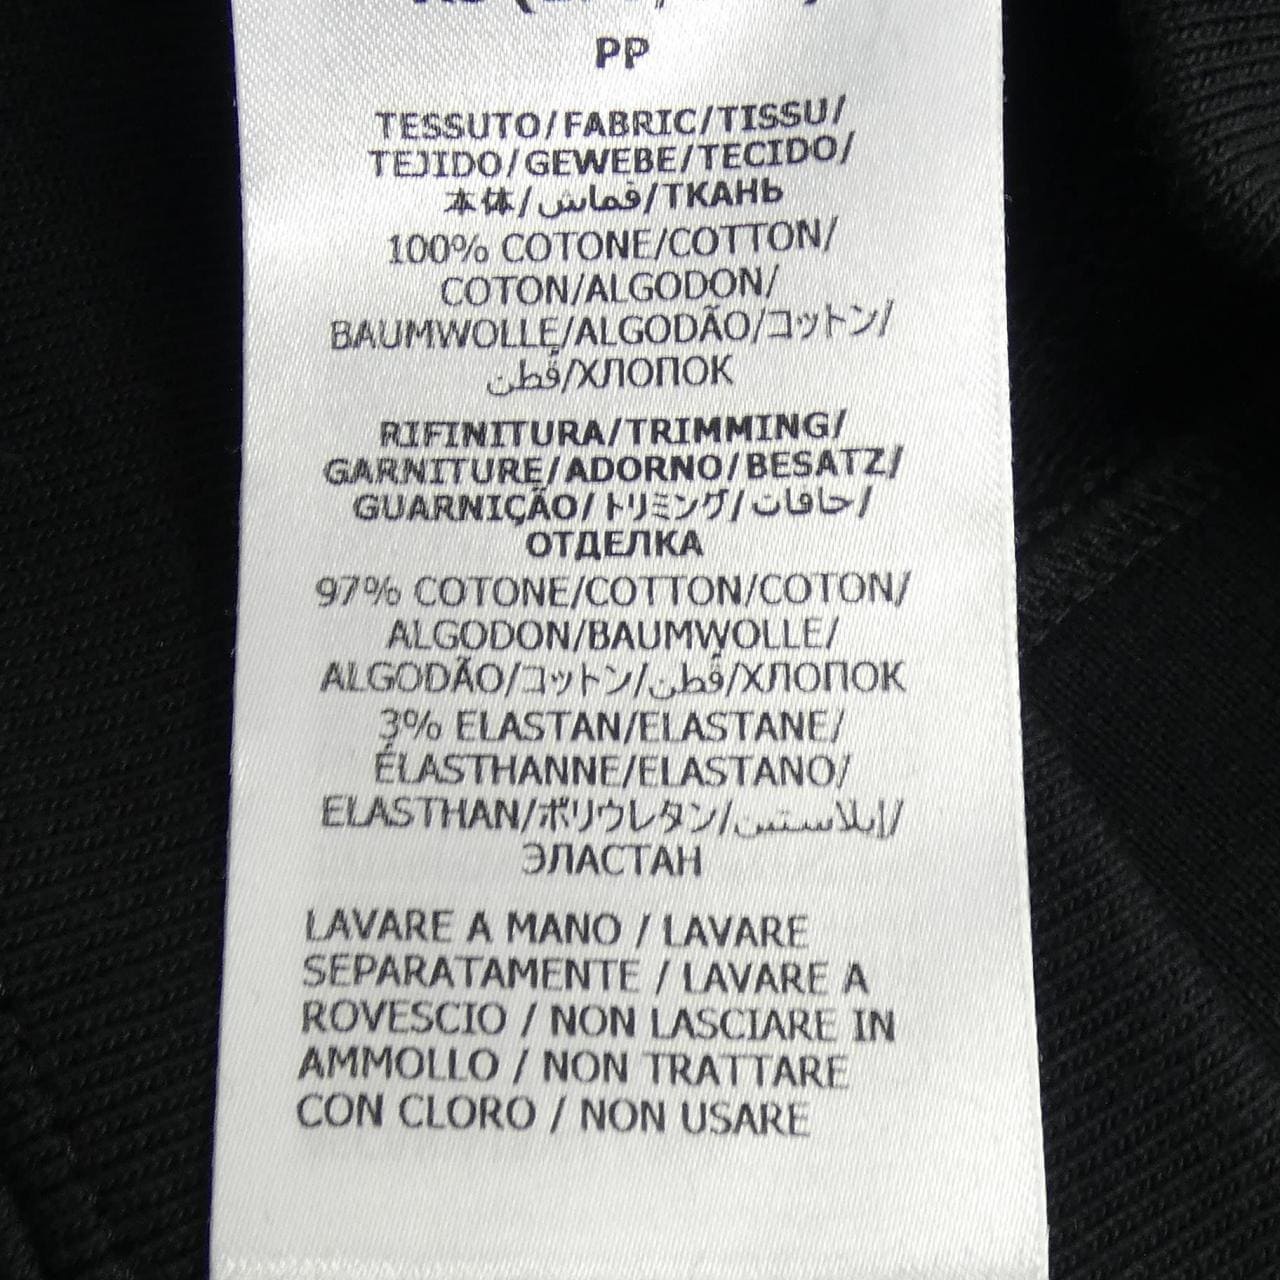 PP
TESSUTO/FABRIC/TISSU/
TEJIDO/GEWEBE/TECIDO/
本体/قماش/ТКАНЬ
100% COTONE/COTTON/
COTON/ALGODON/
BAUMWOLLE/ALGODÃO/コットン/
قطن/ХЛОПОК
RIFINITURA/TRIMMING/
GARNITURE/ADORNO/BESATZ/
GUARNIÇÃO/トリミング/حافات/
ОТДЕЛКА
97% COTONE/COTTON/COTON/
ALGODON/BAUMWOLLE/
ALGODÃO/コットン/قطن/ХЛОПОК
3% ELASTAN/ELASTANE/
ÉLASTHANNE/ELASTANO/
ELASTHAN/ポリウレタン/إيلاستين/
ЭЛАСТАН
LAVARE A MANO / LAVARE
SEPARATAMENTE / LAVARE A
ROVESCIO / NON LASCIARE IN
AMMOLLO / NON TRATTARE
CON CLORO / NON USARE